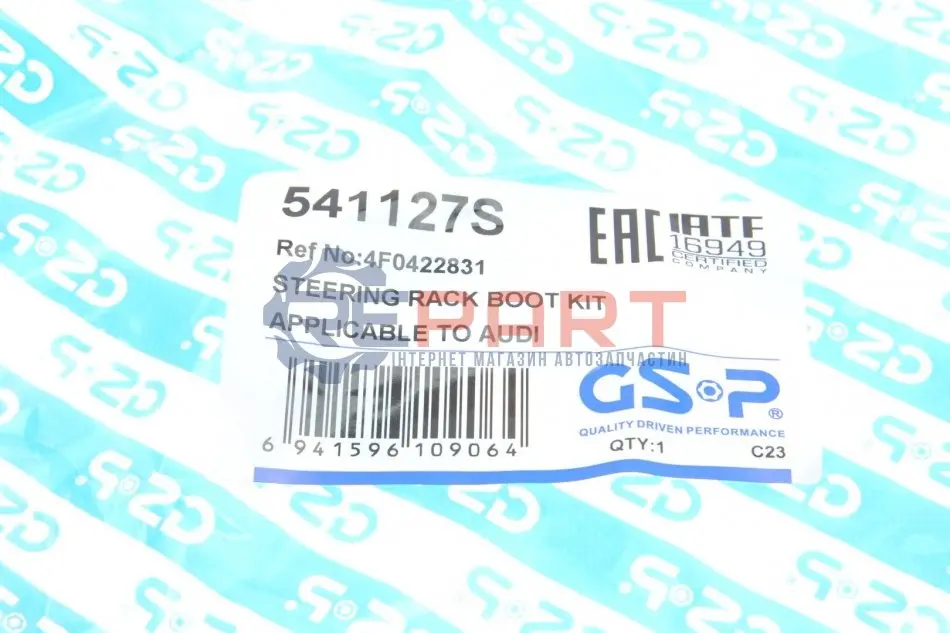 541127S
EAC
IATF
16949
CERTIFIED
COMPANY
Ref No:4F0422831
STEERING RACK BOOT KIT
APPLICABLE TO AUDI
REPART
ІНТЕРНЕТ МАГАЗИН АВТОЗАПЧАСТИН
6 941596 109064
GSP®
QUALITY DRIVEN PERFORMANCE
QTY:1
C23